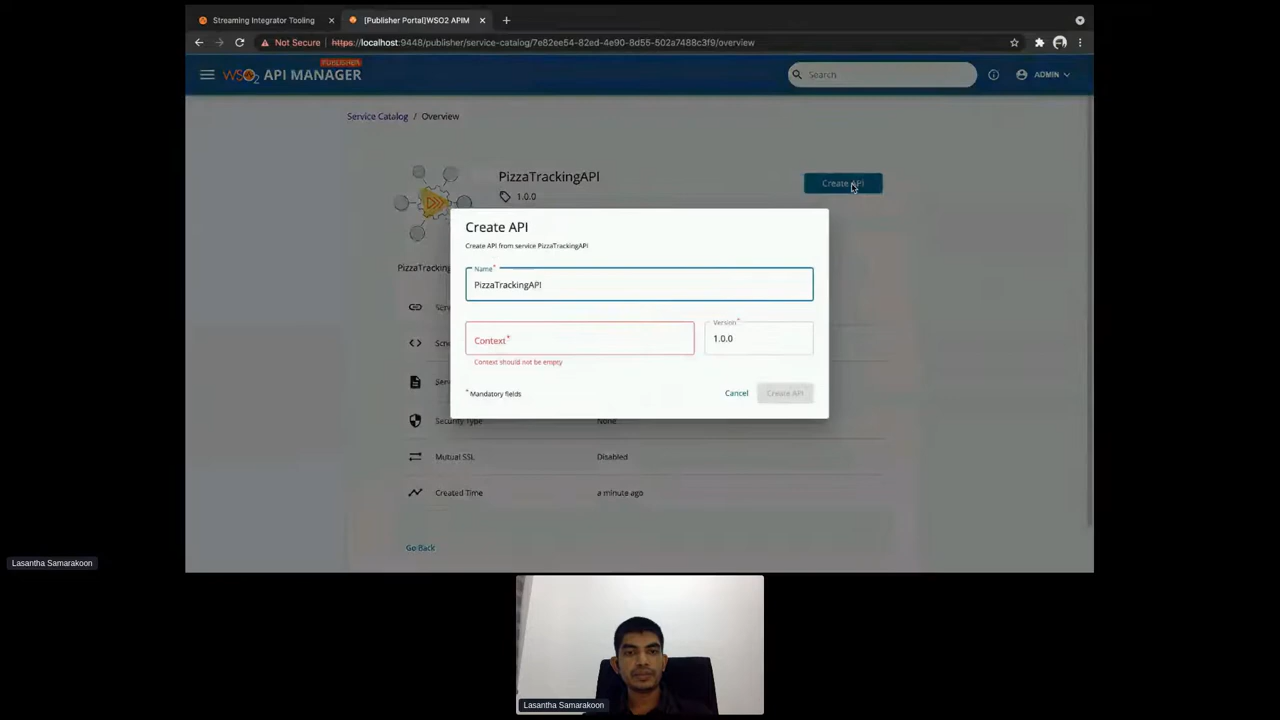 Streaming Integrator Tooling
[Publisher Portal]WSO2 APIM
Not Secure
https://localhost:9448/publisher/service-catalog/7e82ee54-82ed-4e90-8d55-502a7488c3f9/overview
PUBLISHER
WSO2 API MANAGER
Search
ADMIN
Service Catalog / Overview
PizzaTrackingAPI
Create API
1.0.0
PizzaTracking
Create API
Create API from service PizzaTrackingAPI
Name*
PizzaTrackingAPI
Context*
Version*
1.0.0
Context should not be empty
* Mandatory fields
Cancel
Create API
Security Type
None
Mutual SSL
Disabled
Created Time
a minute ago
Go Back
Lasantha Samarakoon
Lasantha Samarakoon